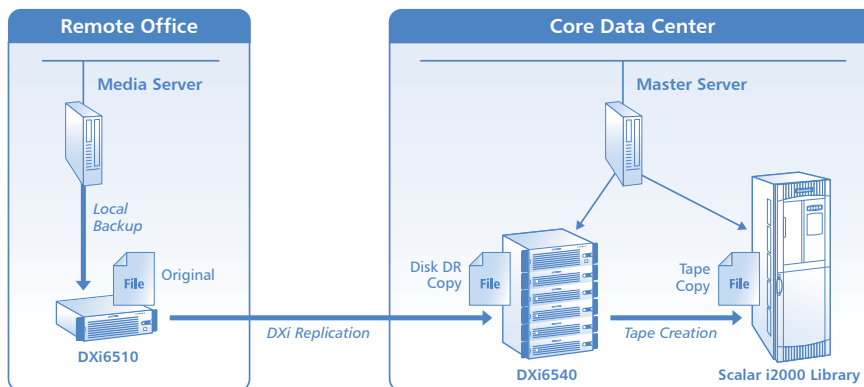 Remote Office
Media Server
Local
Backup
File
Original
DXi6510
DXi Replication
Core Data Center
Master Server
Disk DR
Copy
File
DXi6540
Tape Creation
Tape
Copy
File
Scalar i2000 Library